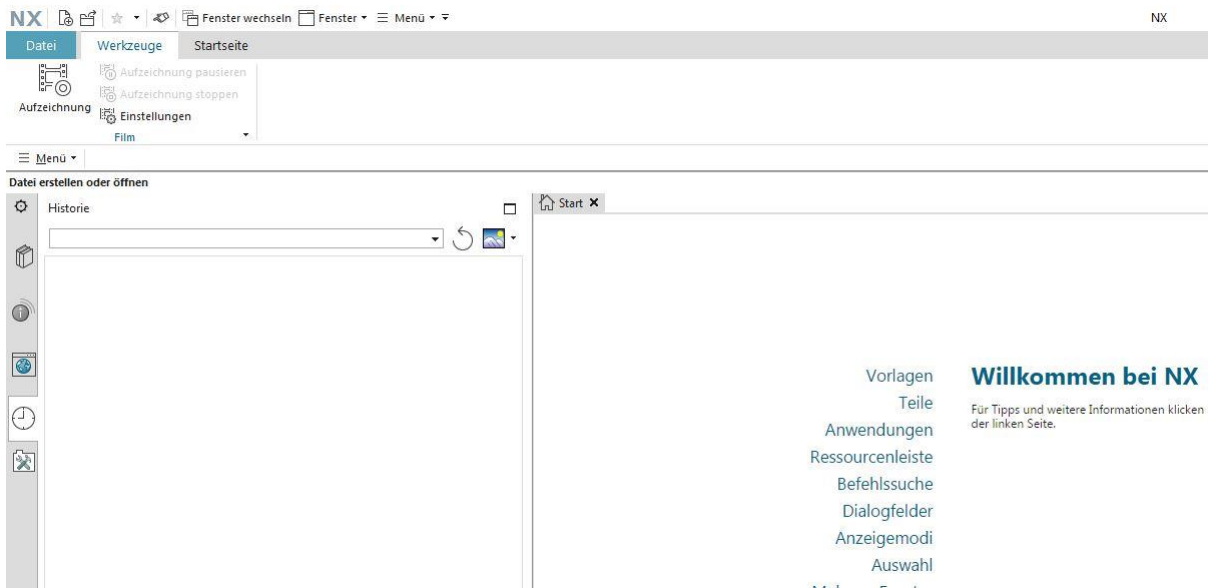 NX Fenster wechseln Fenster Menü NX
Datei Werkzeuge Startseite
Aufzeichnung
Aufzeichnung pausieren
Aufzeichnung stoppen
Einstellungen
Film
Menü
Datei erstellen oder öffnen
Historie
Start
Vorlagen
Teile
Anwendungen
Ressourcenleiste
Befehlssuche
Dialogfelder
Anzeigemodi
Auswahl
Willkommen bei NX
Für Tipps und weitere Informationen klicken
der linken Seite.